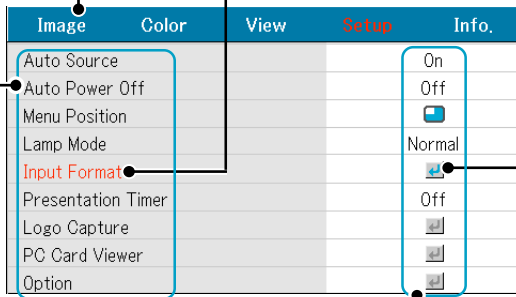 Image Color View Setup Info.
Auto Source On
Auto Power Off Off
Menu Position
Lamp Mode Normal
Input Format
Presentation Timer Off
Logo Capture
PC Card Viewer
Option